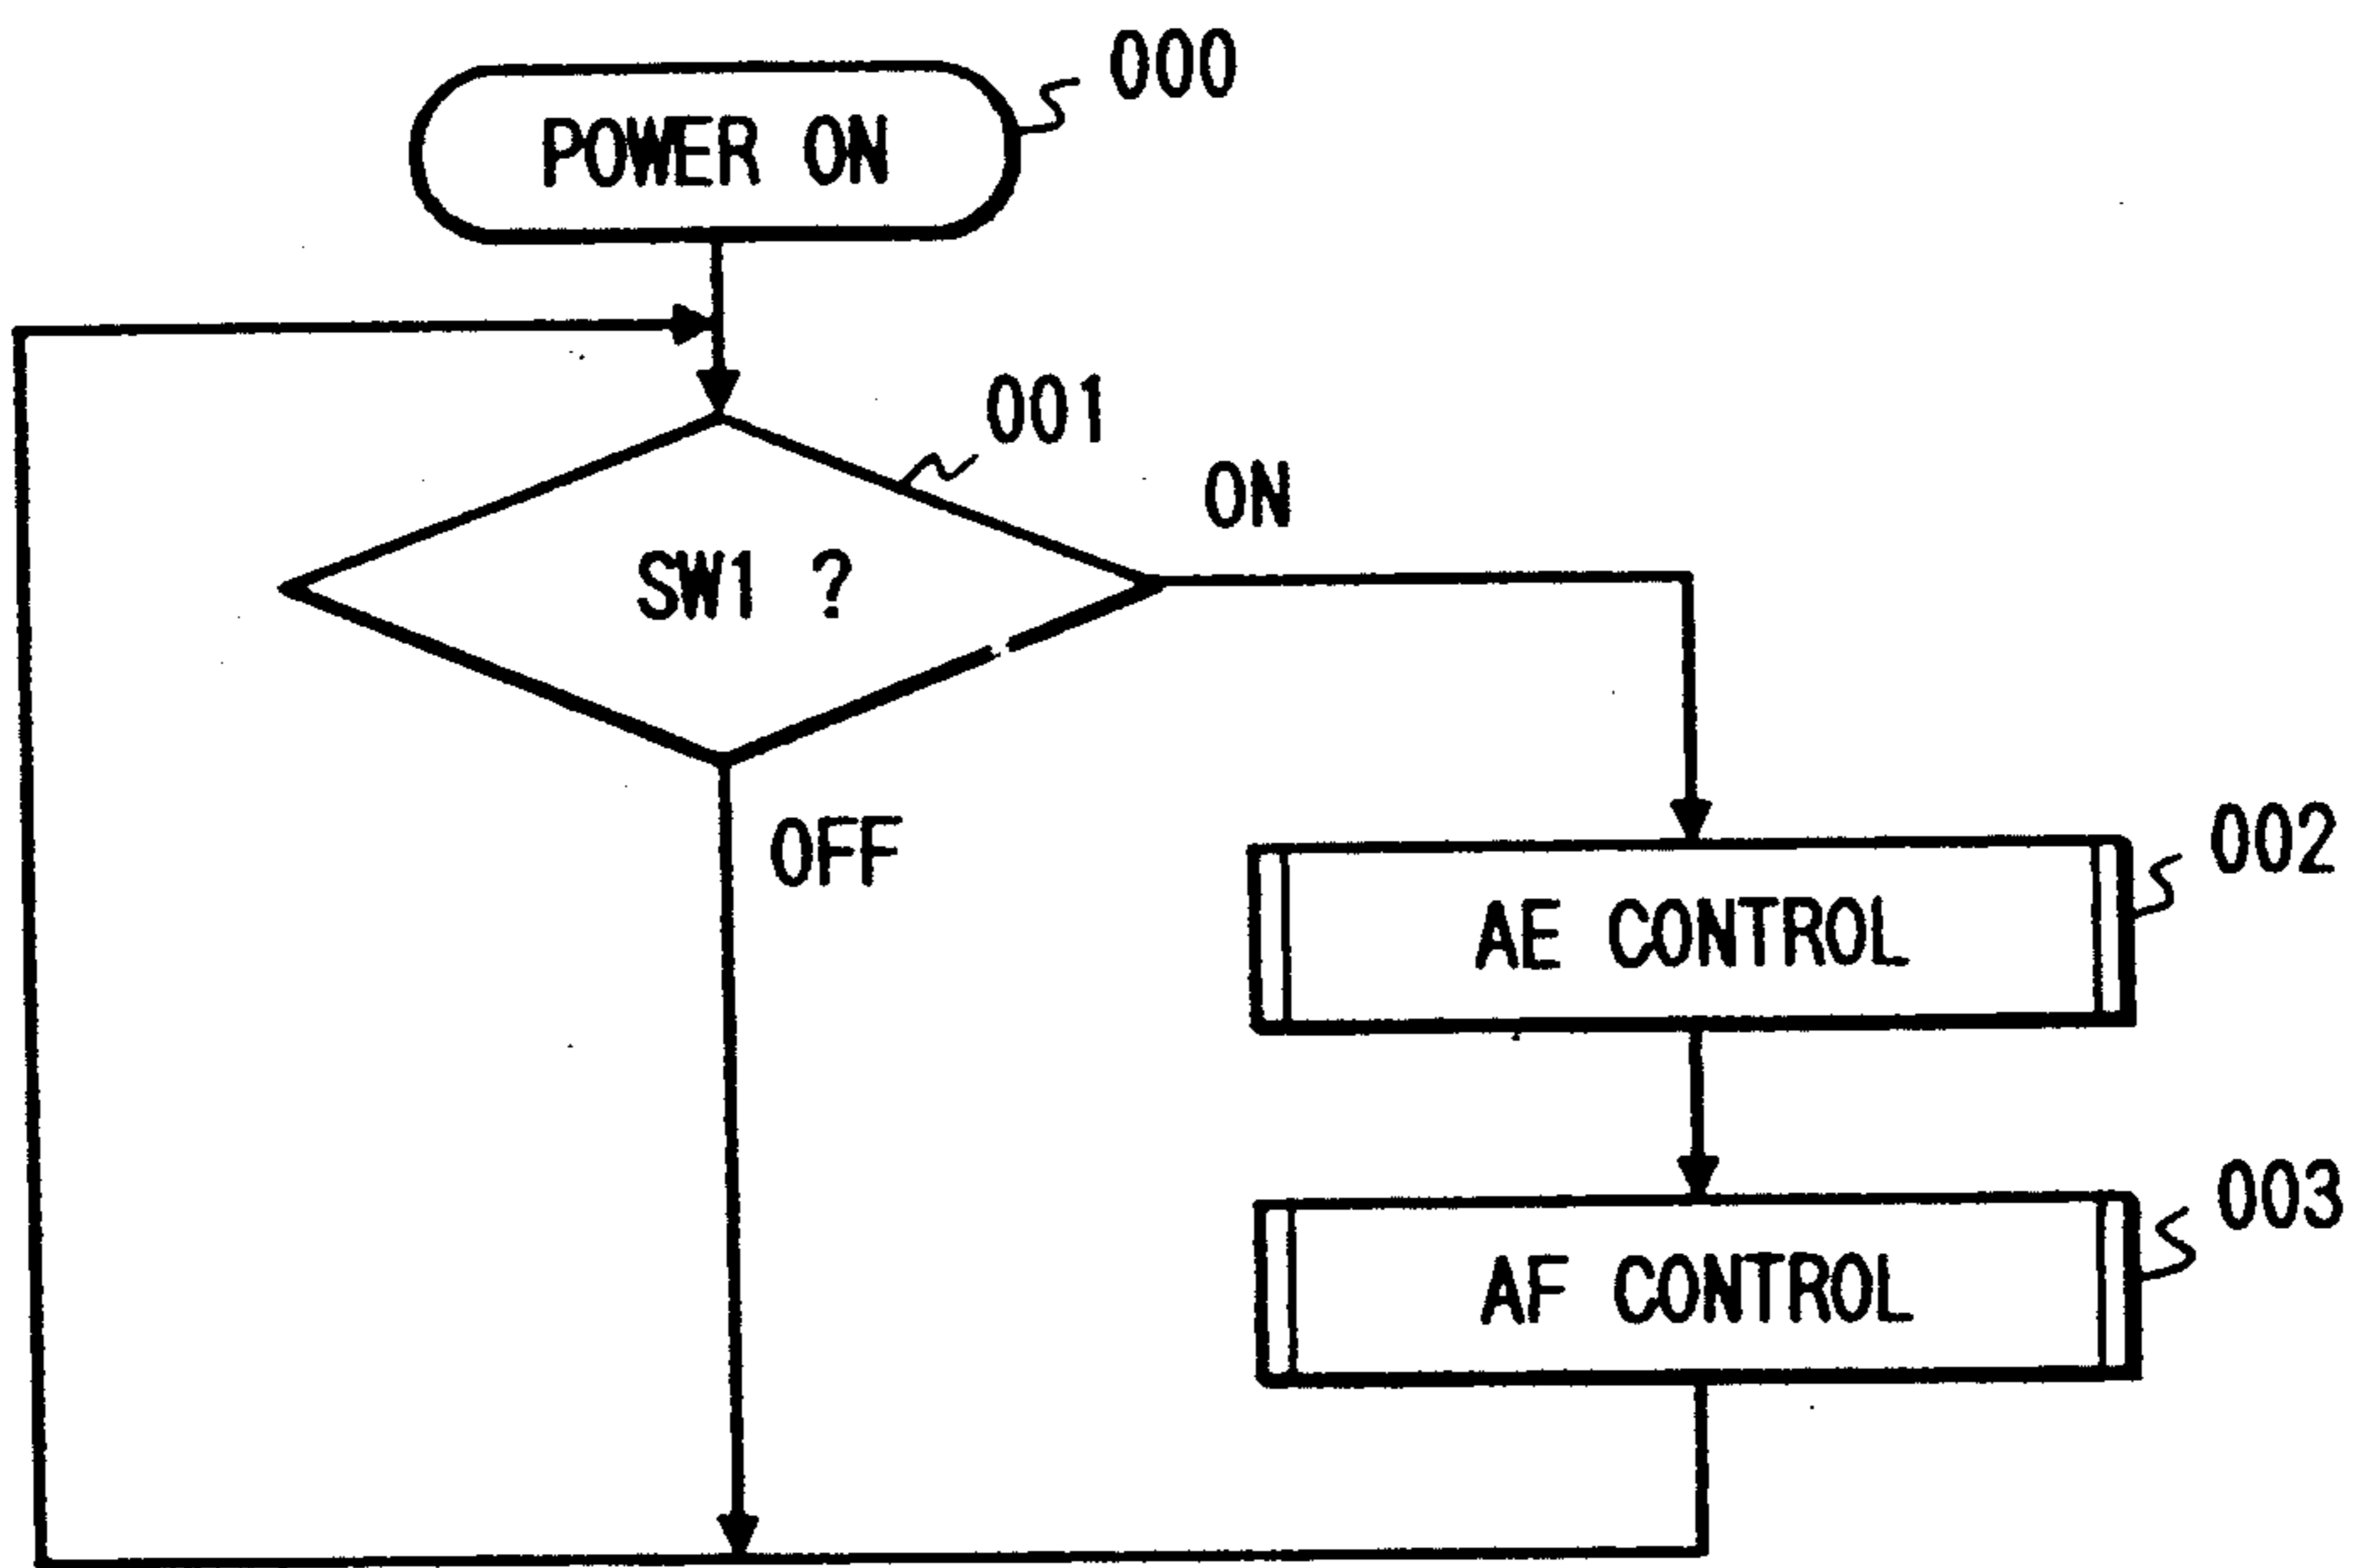 000
POWER ON
001
ON
SW1 ?
OFF
002
AE CONTROL
003
AF CONTROL